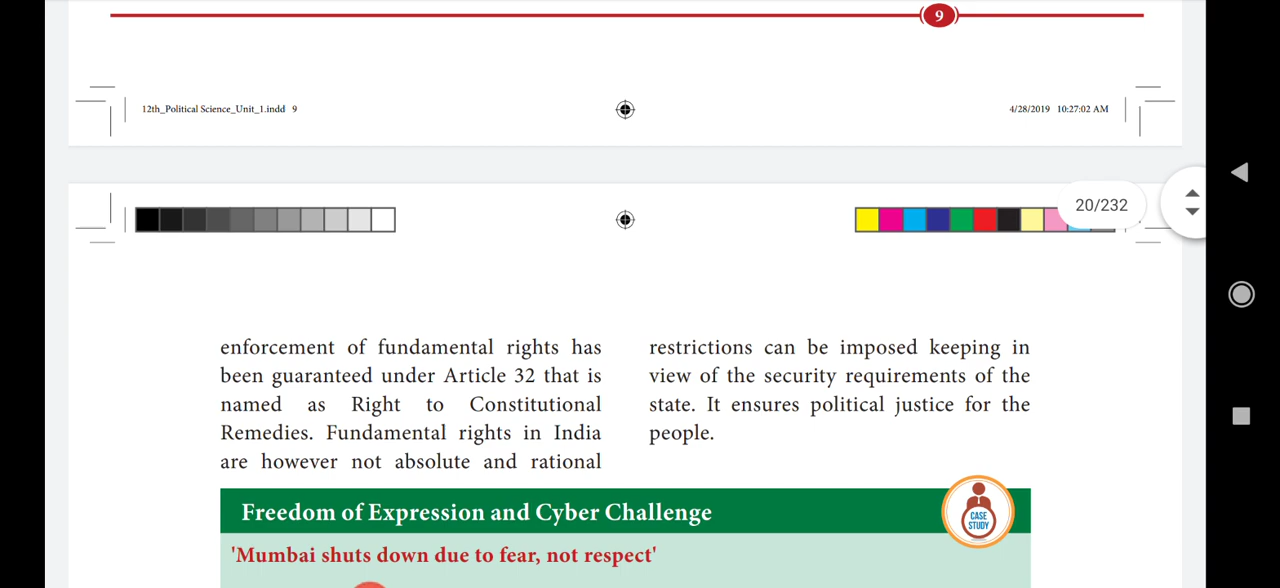 9
12th_Political Science_Unit_1.indd 9
4/28/2019 10:27:02 AM
20/232
enforcement of fundamental rights has
been guaranteed under Article 32 that is
named as Right to Constitutional
Remedies. Fundamental rights in India
are however not absolute and rational
restrictions can be imposed keeping in
view of the security requirements of the
state. It ensures political justice for the
people.
Freedom of Expression and Cyber Challenge
CASE
STUDY
'Mumbai shuts down due to fear, not respect'